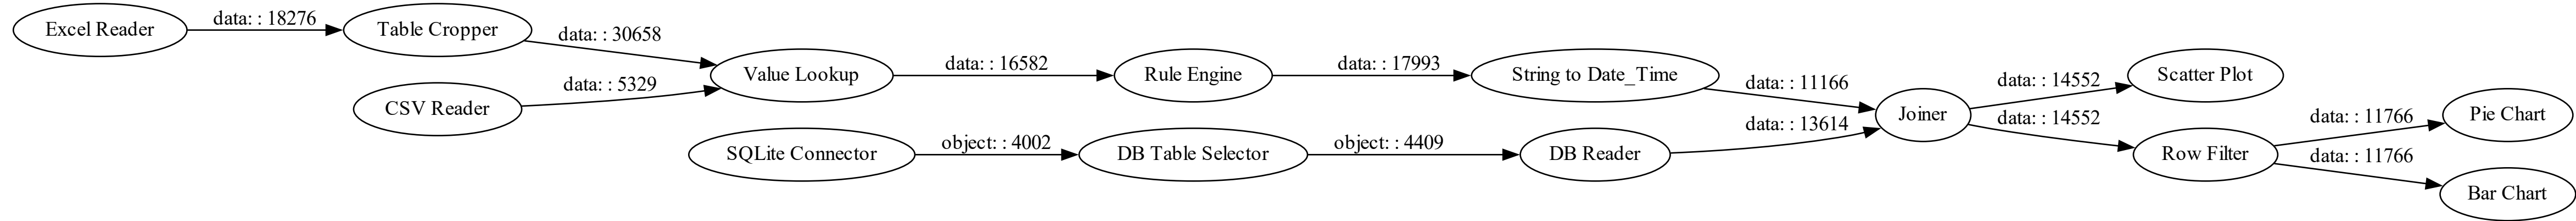 Excel Reader
data: : 18276
Table Cropper
data: : 30658
CSV Reader
data: : 5329
Value Lookup
data: : 16582
Rule Engine
data: : 17993
String to Date_Time
data: : 11166
SQLite Connector
object: : 4002
DB Table Selector
object: : 4409
DB Reader
data: : 13614
Joiner
data: : 14552
Scatter Plot
data: : 14552
Row Filter
data: : 11766
Pie Chart
data: : 11766
Bar Chart